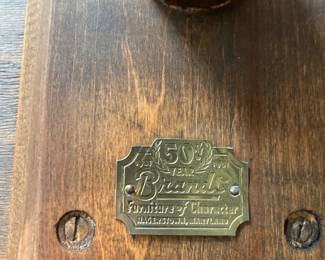 50
YEAR
Brandt
Furniture of Character
HAGERSTOWN, MARYLAND